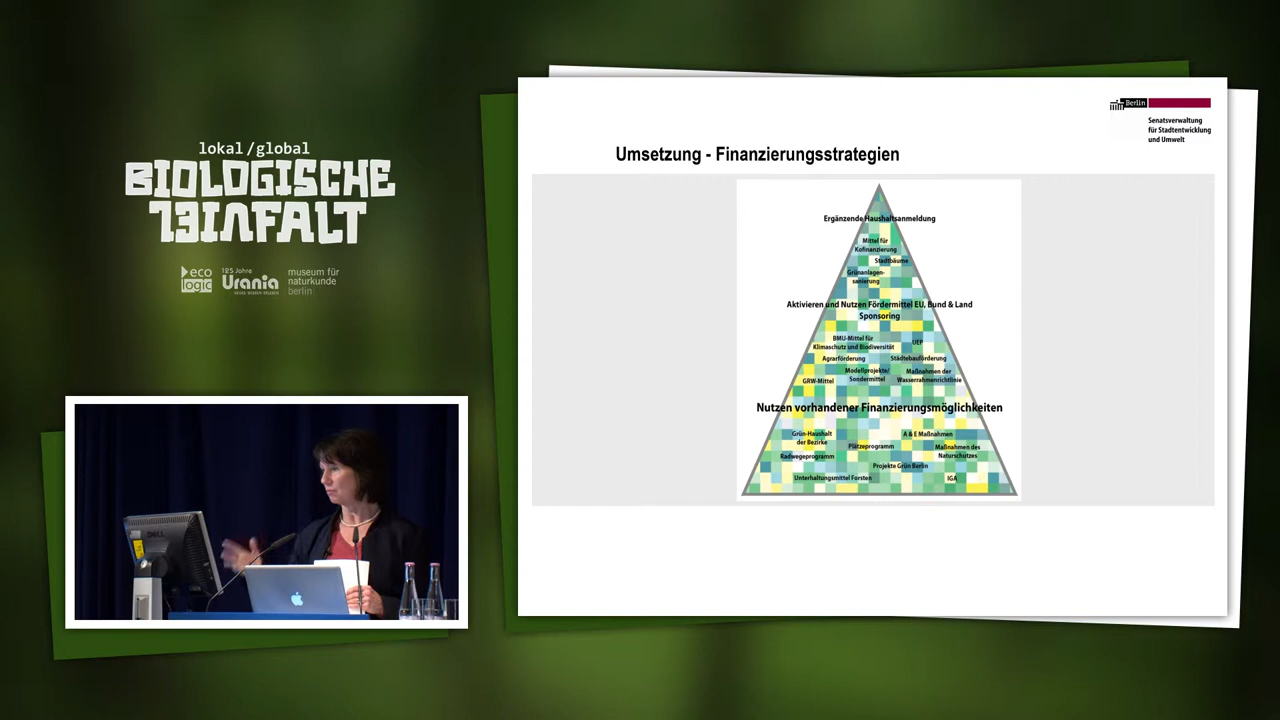 lokal/global
BIOLOGISCHE
VEINFALT
eco
logic
125 Jahre
Urania
museum für
naturkunde
berlin
DELL
Berlin
Senatsverwaltung
für Stadtentwicklung
und Umwelt
Umsetzung - Finanzierungsstrategien
Ergänzende Haushaltsanmeldung
Mittel für
Kofinanzierung
Stadtbäume
Grünanlagen-
sanierung
Aktivieren und Nutzen Fördermittel EU, Bund & Land
Sponsoring
BMU-Mittel für
Klimaschutz und Biodiversität
UEP
Agrarförderung
Städtebauförderung
Modellprojekte/
Sondermittel
Maßnahmen der
Wasserrahmenrichtlinie
GRW-Mittel
Nutzen vorhandener Finanzierungsmöglichkeiten
Grün-Haushalt
der Bezirke
A & E Maßnahmen
Plätzeprogramm
Maßnahmen des
Naturschutzes
Radwegeprogramm
Projekte Grün Berlin
Unterhaltungsmittel Forsten
IGA